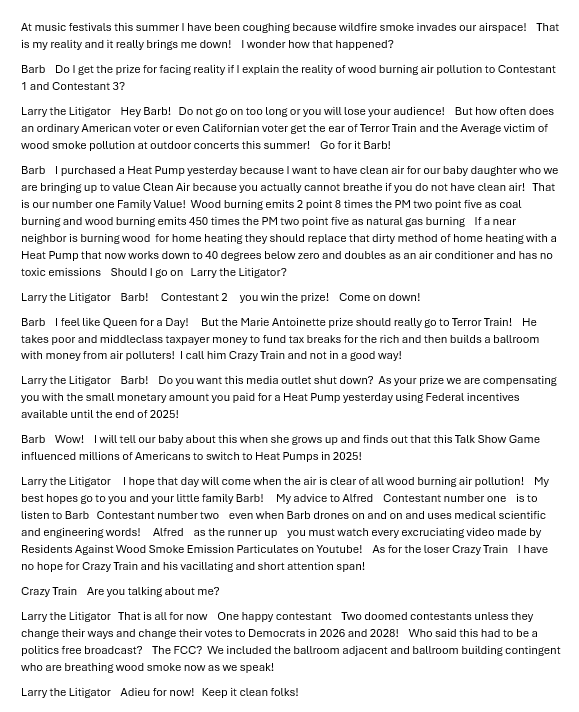 At music festivals this summer I have been coughing because wildfire smoke invades our airspace!   That
is my reality and it really brings me down!   I wonder how that happened?
Barb   Do I get the prize for facing reality if I explain the reality of wood burning air pollution to Contestant
1 and Contestant 3?
Larry the Litigator   Hey Barb!  Do not go on too long or you will lose your audience!   But how often does
an ordinary American voter or even Californian voter get the ear of Terror Train and the Average victim of
wood smoke pollution at outdoor concerts this summer!   Go for it Barb!
Barb   I purchased a Heat Pump yesterday because I want to have clean air for our baby daughter who we
are bringing up to value Clean Air because you actually cannot breathe if you do not have clean air!  That
is our number one Family Value!  Wood burning emits 2 point 8 times the PM two point five as coal
burning and wood burning emits 450 times the PM two point five as natural gas burning   If a near
neighbor is burning wood  for home heating they should replace that dirty method of home heating with a
Heat Pump that now works down to 40 degrees below zero and doubles as an air conditioner and has no
toxic emissions   Should I go on  Larry the Litigator?
Larry the Litigator   Barb!    Contestant 2    you win the prize!   Come on down!
Barb   I feel like Queen for a Day!    But the Marie Antoinette prize should really go to Terror Train!   He
takes poor and middleclass taxpayer money to fund tax breaks for the rich and then builds a ballroom
with money from air polluters!  I call him Crazy Train and not in a good way!
Larry the Litigator   Barb!   Do you want this media outlet shut down?  As your prize we are compensating
you with the small monetary amount you paid for a Heat Pump yesterday using Federal incentives
available until the end of 2025!
Barb   Wow!   I will tell our baby about this when she grows up and finds out that this Talk Show Game
influenced millions of Americans to switch to Heat Pumps in 2025!
Larry the Litigator    I hope that day will come when the air is clear of all wood burning air pollution!   My
best hopes go to you and your little family Barb!    My advice to Alfred   Contestant number one   is to
listen to Barb  Contestant number two   even when Barb drones on and on and uses medical scientific
and engineering words!    Alfred   as the runner up   you must watch every excruciating video made by
Residents Against Wood Smoke Emission Particulates on Youtube!   As for the loser Crazy Train   I have
no hope for Crazy Train and his vacillating and short attention span!
Crazy Train   Are you talking about me?
Larry the Litigator  That is all for now   One happy contestant   Two doomed contestants unless they
change their ways and change their votes to Democrats in 2026 and 2028!   Who said this had to be a
politics free broadcast?   The FCC?  We included the ballroom adjacent and ballroom building contingent
who are breathing wood smoke now as we speak!
Larry the Litigator   Adieu for now!  Keep it clean folks!